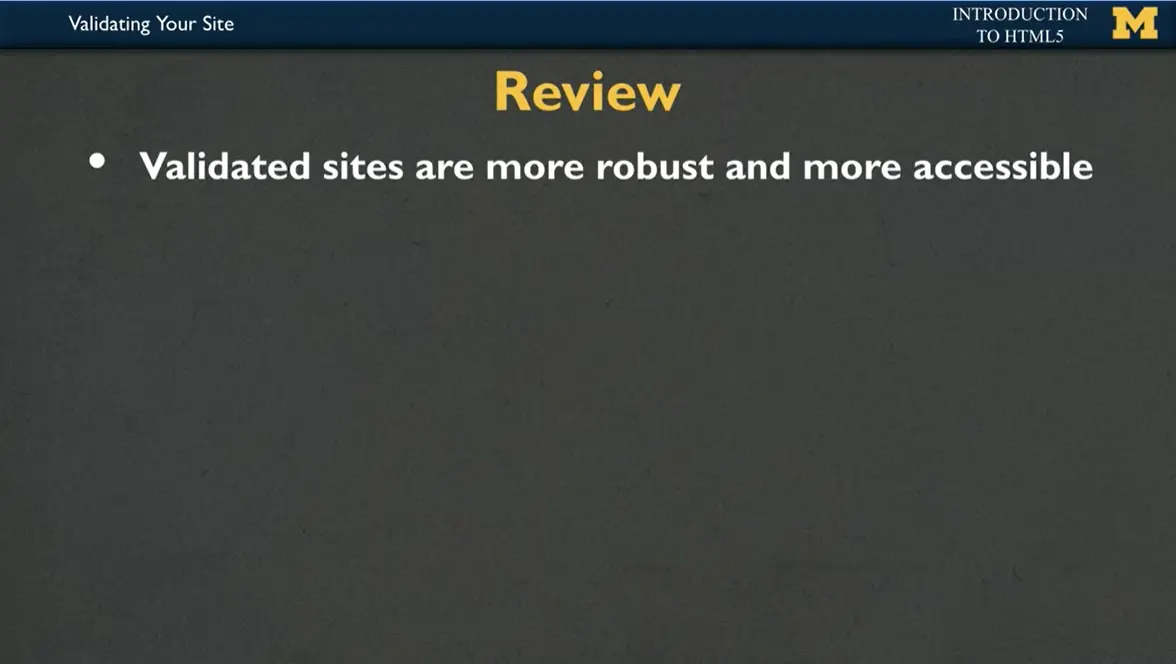 Validating Your Site
INTRODUCTION
TO HTML5
M
Review
• Validated sites are more robust and more accessible